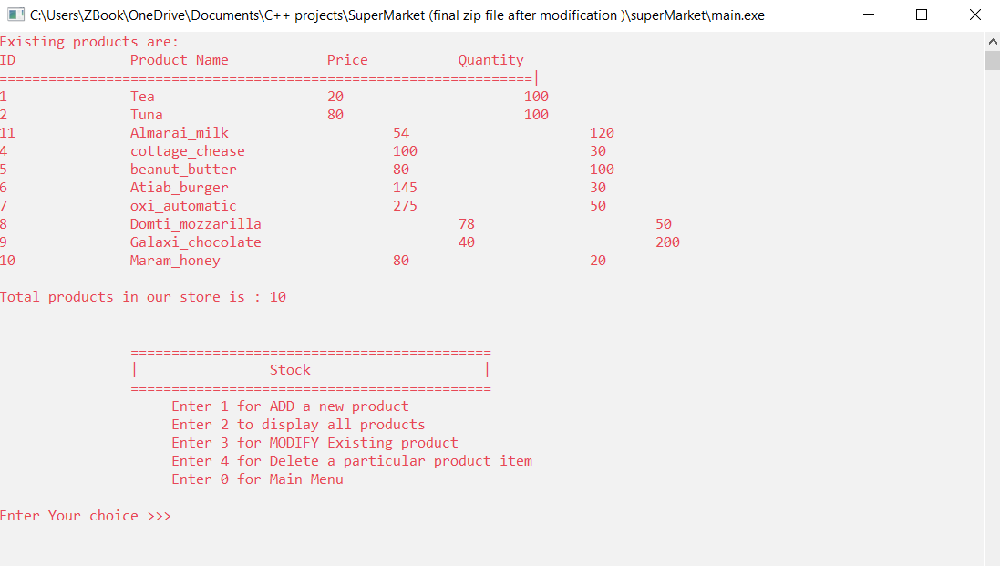 C:\Users\ZBook\OneDrive\Documents\C++ projects\SuperMarket (final zip file after modification )\superMarket\main.exe
Existing products are:
ID Product Name Price Quantity
=================================================================|
1 Tea 20 100
2 Tuna 80 100
11 Almarai_milk 54 120
4 cottage_chease 100 30
5 beanut_butter 80 100
6 Atiab_burger 145 30
7 oxi_automatic 275 50
8 Domti_mozzarilla 78 50
9 Galaxi_chocolate 40 200
10 Maram_honey 80 20
Total products in our store is : 10
============================================
| Stock |
============================================
Enter 1 for ADD a new product
Enter 2 to display all products
Enter 3 for MODIFY Existing product
Enter 4 for Delete a particular product item
Enter 0 for Main Menu
Enter Your choice >>>